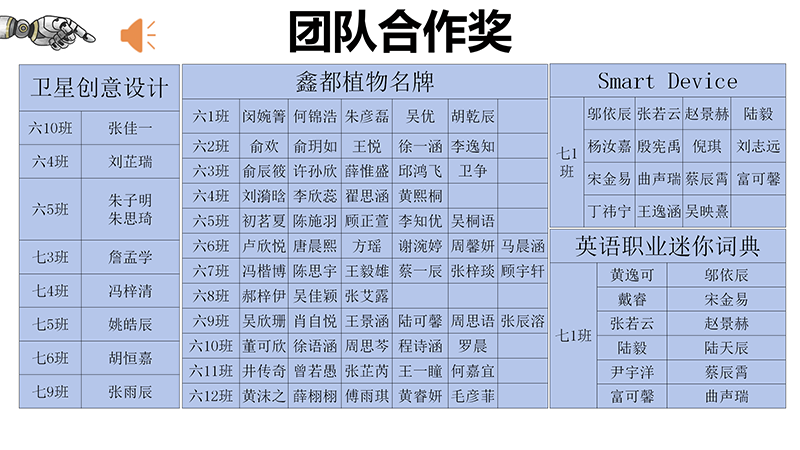 团队合作奖
卫星创意设计
六10班 张佳一
六4班 刘芷瑞
六5班 朱子明
朱思琦
七3班 詹孟学
七4班 冯梓清
七5班 姚皓辰
七6班 胡恒嘉
七9班 张雨辰
鑫都植物名牌
六1班 闵婉箐 何锦浩 朱彦磊 吴优 胡乾辰
六2班 俞欢 俞玥如 王悦 徐一涵 李逸知
六3班 俞辰筱 许孙欣 薛惟盛 邱鸿飞 卫争
六4班 刘漪晗 李欣蕊 翟思涵 黄熙桐
六5班 初茗夏 陈施羽 顾正萱 李知优 吴桐语
六6班 卢欣悦 唐晨熙 方瑶 谢涴婷 周馨妍 马晨涵
六7班 冯楷博 陈思宇 王毅雄 蔡一辰 张梓琰 顾宇轩
六8班 郝梓伊 吴佳颖 张艾露
六9班 吴欣珊 肖自悦 王景涵 陆可馨 周思语 张辰溶
六10班 董可欣 徐语涵 周思芩 程诗涵 罗晨
六11班 井传奇 曾若愚 张芷芮 王一瞳 何嘉宜
六12班 黄沫之 薛栩栩 傅雨琪 黄睿妍 毛彦菲
Smart Device
七1班
邬依辰 张若云 赵景赫 陆毅
杨汝嘉 殷宪禹 倪琪 刘志远
宋金易 曲声瑞 蔡辰霄 富可馨
丁祎宁 王逸涵 吴映熹
英语职业迷你词典
七1班
黄逸可 邬依辰
戴睿 宋金易
张若云 赵景赫
陆毅 陆天辰
尹宇洋 蔡辰霄
富可馨 曲声瑞